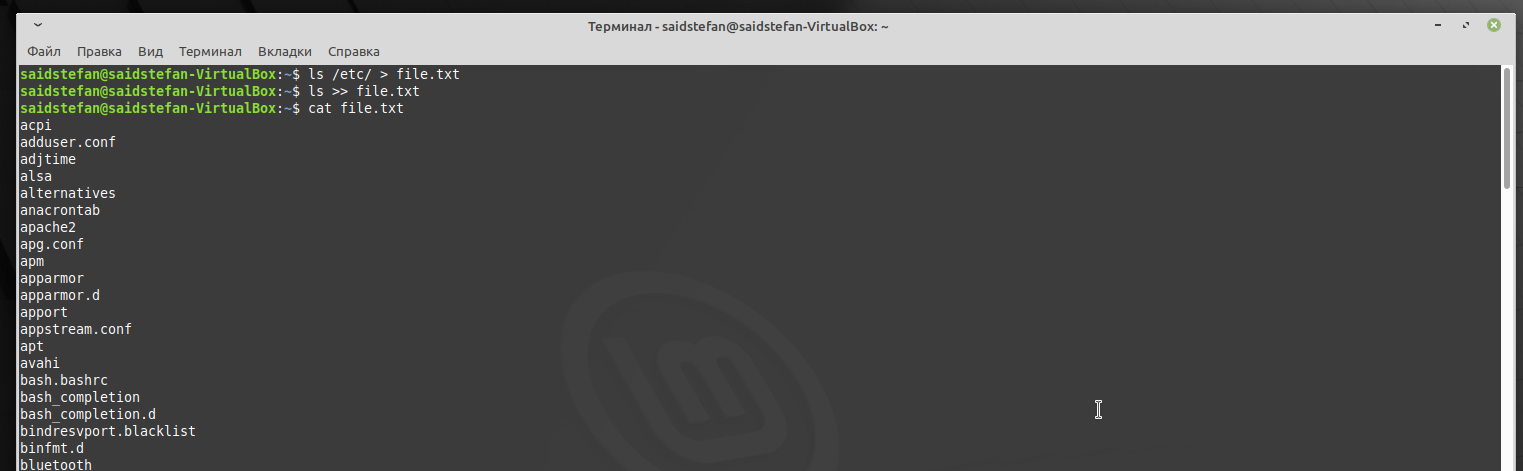 Терминал - saidstefan@saidstefan-VirtualBox: ~
Файл Правка Вид Терминал Вкладки Справка
saidstefan@saidstefan-VirtualBox:~$ ls /etc/ > file.txt
saidstefan@saidstefan-VirtualBox:~$ ls >> file.txt
saidstefan@saidstefan-VirtualBox:~$ cat file.txt
acpi
adduser.conf
adjtime
alsa
alternatives
anacrontab
apache2
apg.conf
apm
apparmor
apparmor.d
apport
appstream.conf
apt
avahi
bash.bashrc
bash_completion
bash_completion.d
bindresvport.blacklist
binfmt.d
bluetooth